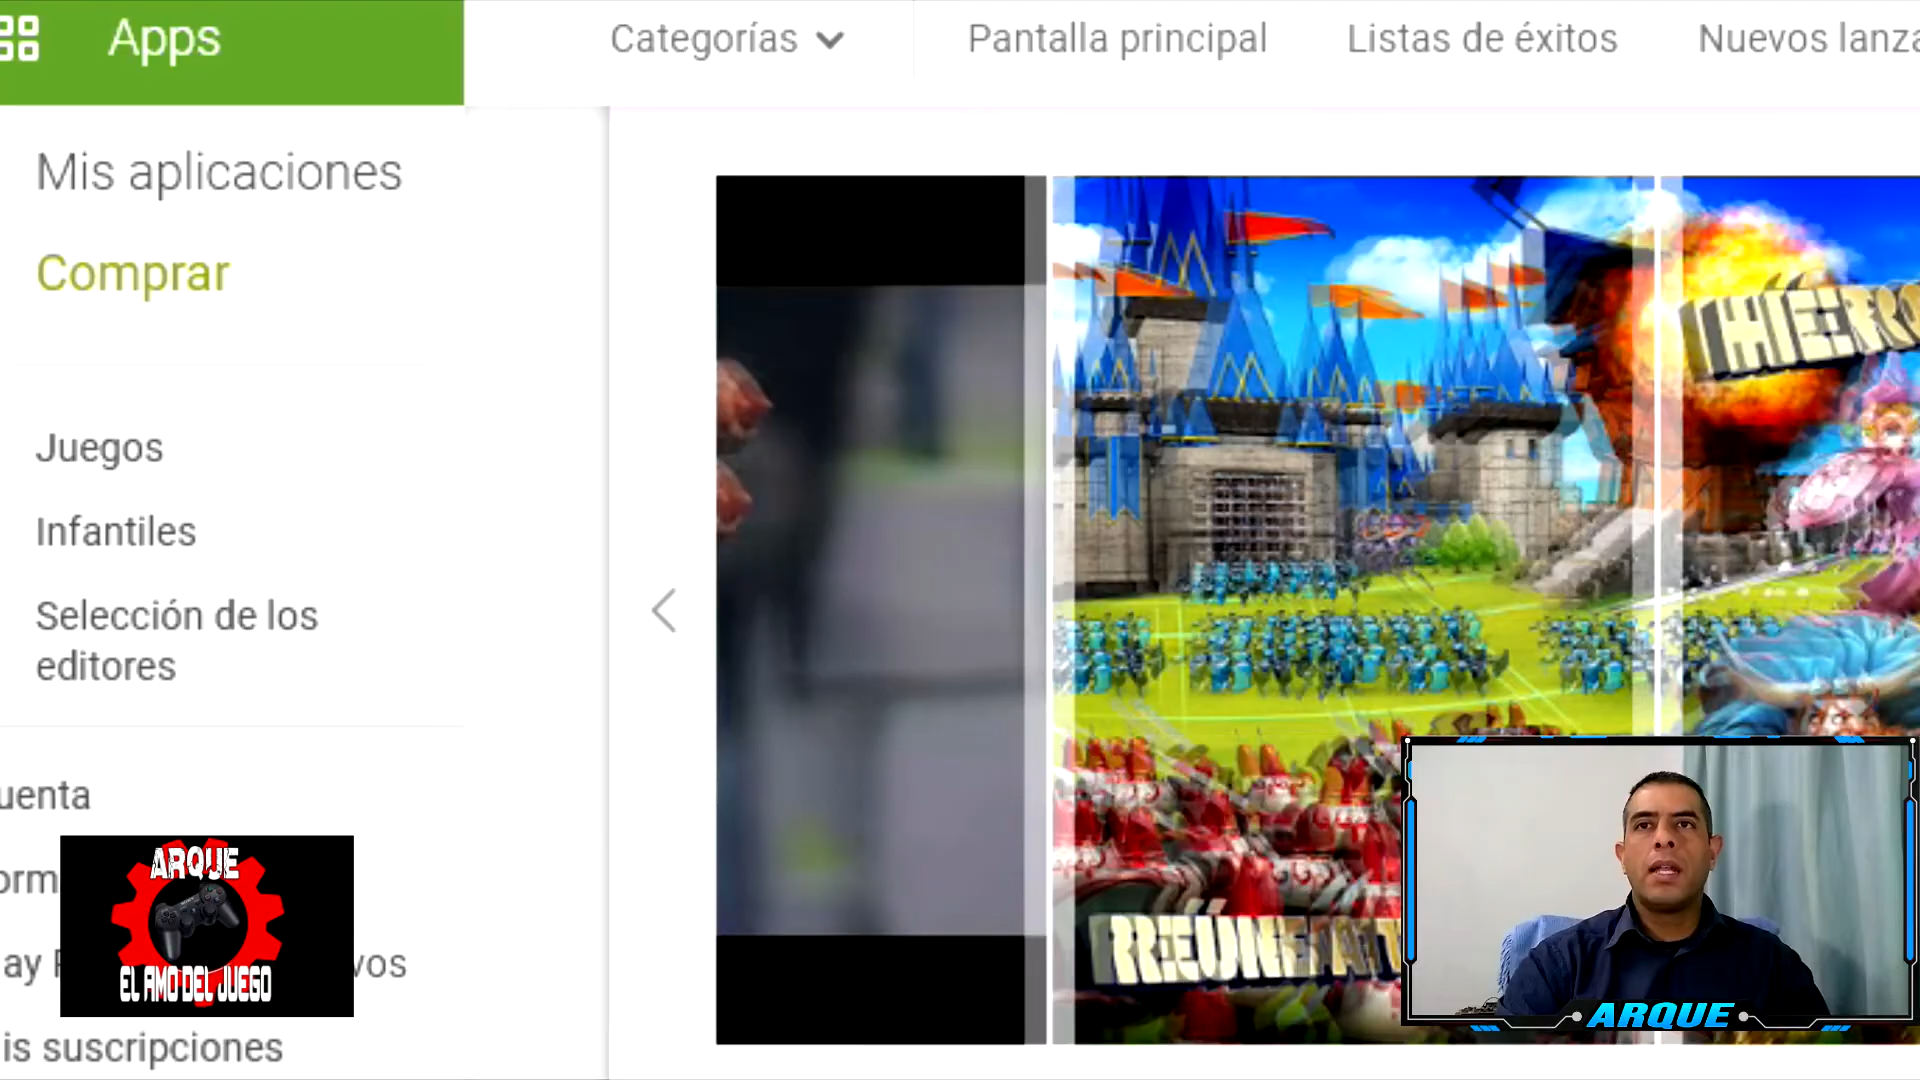 Apps
Categorías
Pantalla principal
Listas de éxitos
Nuevos lanza
Mis aplicaciones
Comprar
Juegos
Infantiles
Selección de los
editores
uenta
orm
ay
vos
is suscripciones
ARQUE
EL AMO DEL JUEGO
ARQUE